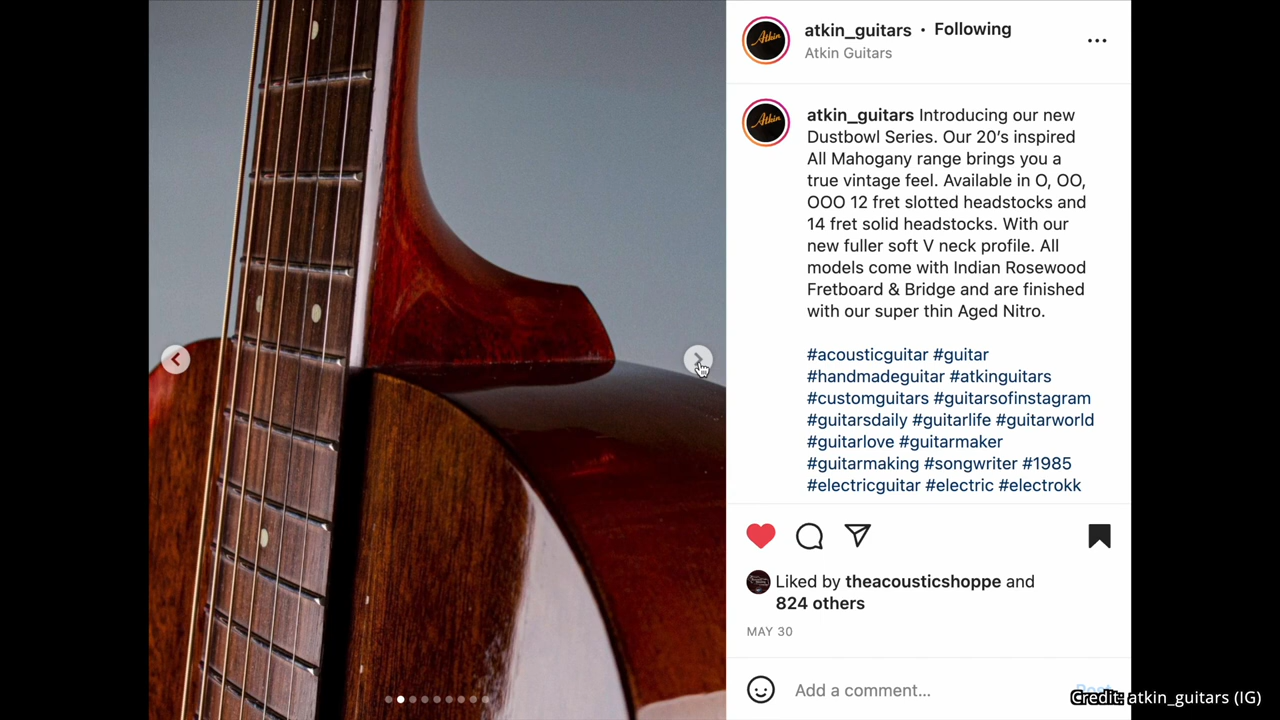 atkin_guitars • Following
Atkin Guitars
Atkin
Atkin
atkin_guitars Introducing our new
Dustbowl Series. Our 20’s inspired
All Mahogany range brings you a
true vintage feel. Available in O, OO,
OOO 12 fret slotted headstocks and
14 fret solid headstocks. With our
new fuller soft V neck profile. All
models come with Indian Rosewood
Fretboard & Bridge and are finished
with our super thin Aged Nitro.
#acousticguitar #guitar
#handmadeguitar #atkinguitars
#customguitars #guitarsofinstagram
#guitarsdaily #guitarlife #guitarworld
#guitarlove #guitarmaker
#guitarmaking #songwriter #1985
#electricguitar #electric #electrokk
Liked by theacousticshoppe and
824 others
MAY 30
Add a comment...
Credit: atkin_guitars (IG)